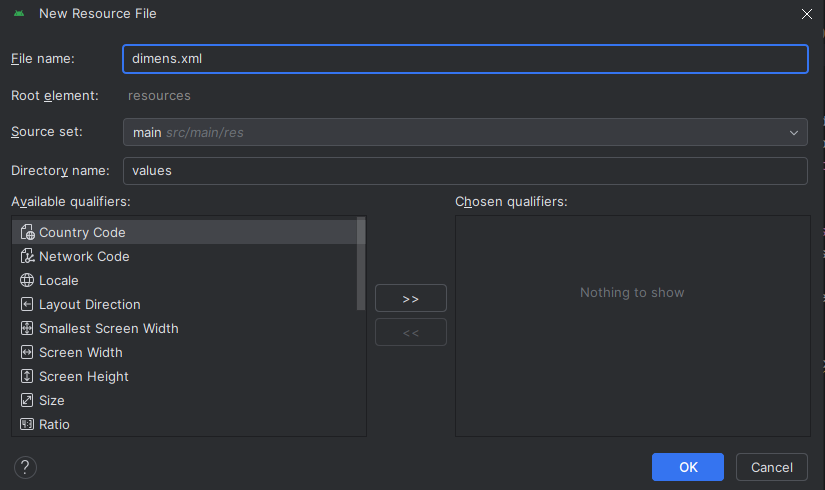 New Resource File
File name: dimens.xml
Root element: resources
Source set: main src/main/res
Directory name: values
Available qualifiers: Chosen qualifiers:
Country Code
Network Code
Locale
Layout Direction
Smallest Screen Width
Screen Width
Screen Height
Size
Ratio
>>
<<
Nothing to show
?
OK Cancel